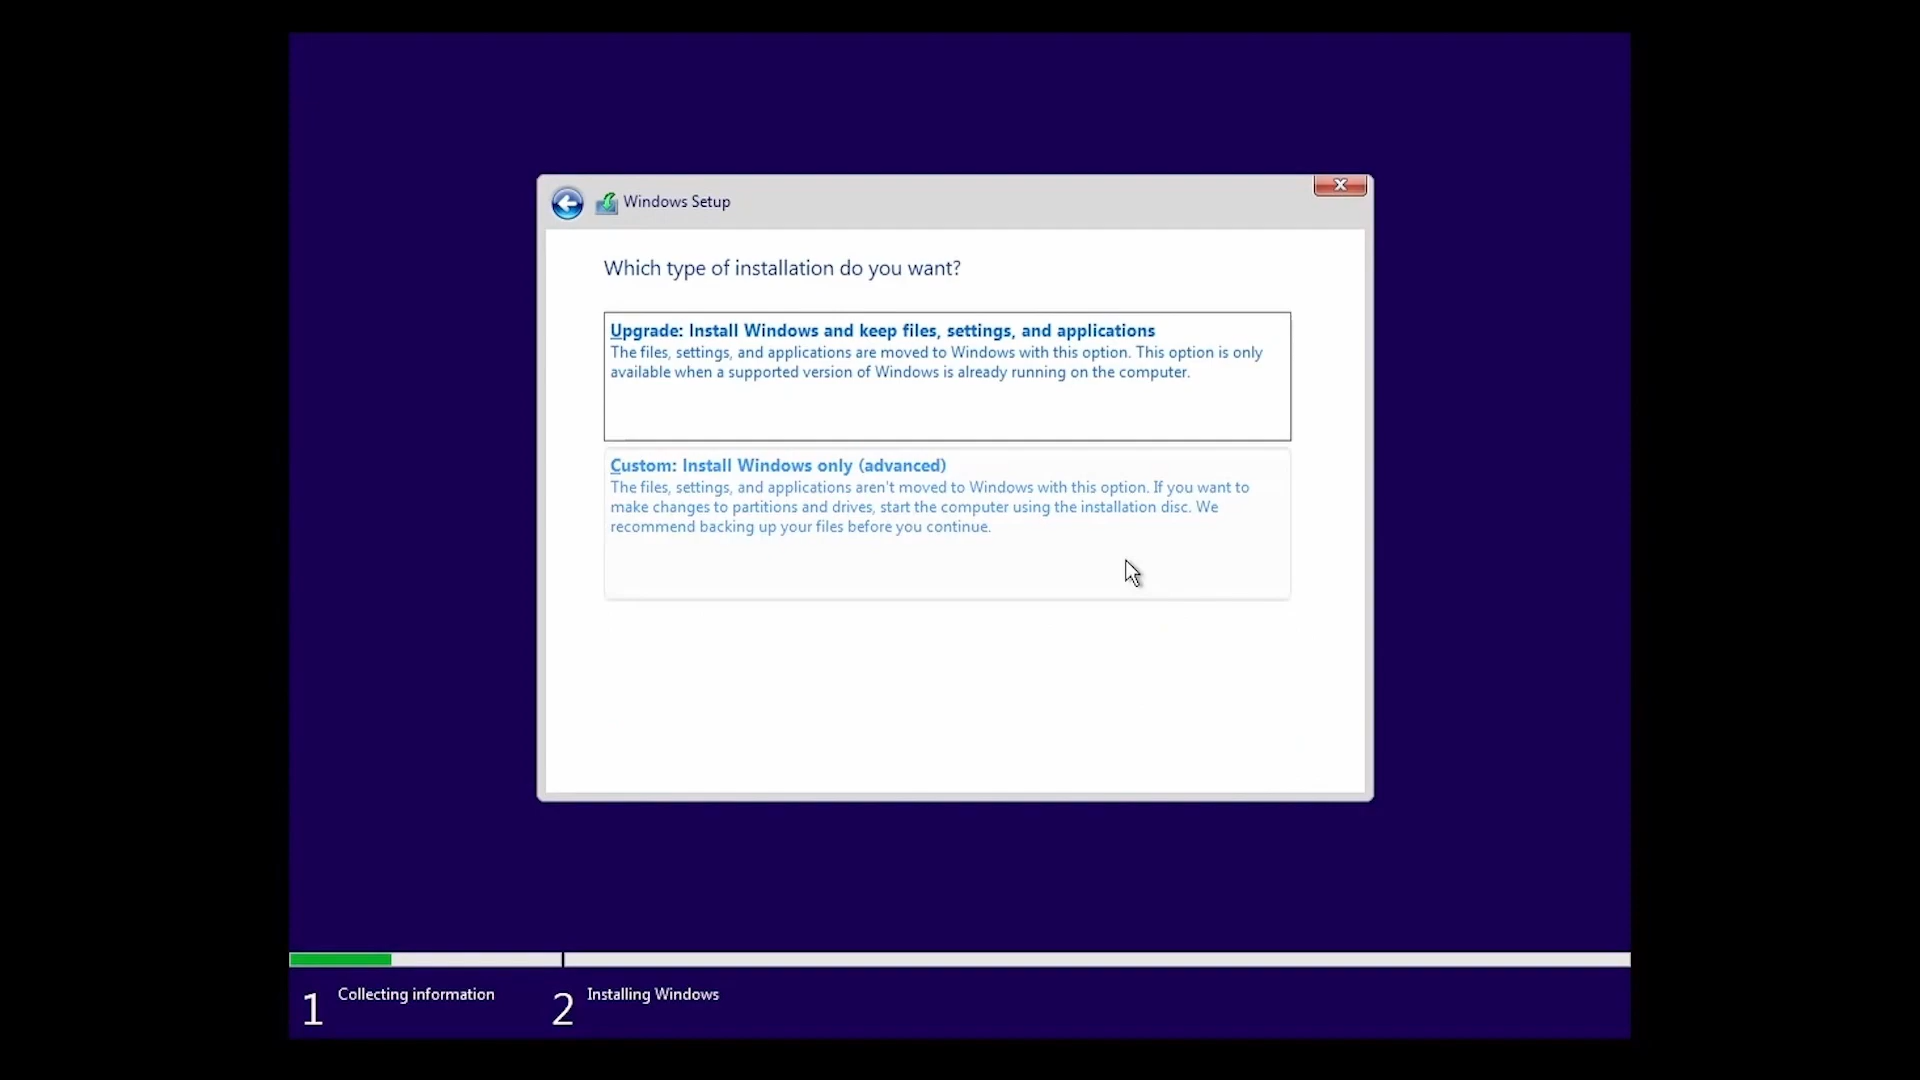 Windows Setup
Which type of installation do you want?
Upgrade: Install Windows and keep files, settings, and applications
The files, settings, and applications are moved to Windows with this option. This option is only
available when a supported version of Windows is already running on the computer.
Custom: Install Windows only (advanced)
The files, settings, and applications aren't moved to Windows with this option. If you want to
make changes to partitions and drives, start the computer using the installation disc. We
recommend backing up your files before you continue.
1 Collecting information
2 Installing Windows